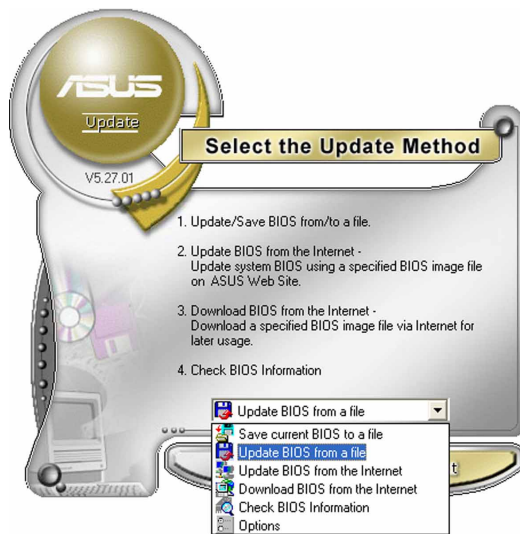 ASUS
Update
V5.27.01
Select the Update Method
1. Update/Save BIOS from/to a file.
2. Update BIOS from the Internet -
Update system BIOS using a specified BIOS image file
on ASUS Web Site.
3. Download BIOS from the Internet -
Download a specified BIOS image file via Internet for
later usage.
4. Check BIOS Information
Update BIOS from a file
Save current BIOS to a file
Update BIOS from a file
Update BIOS from the Internet
Download BIOS from the Internet
Check BIOS Information
Options